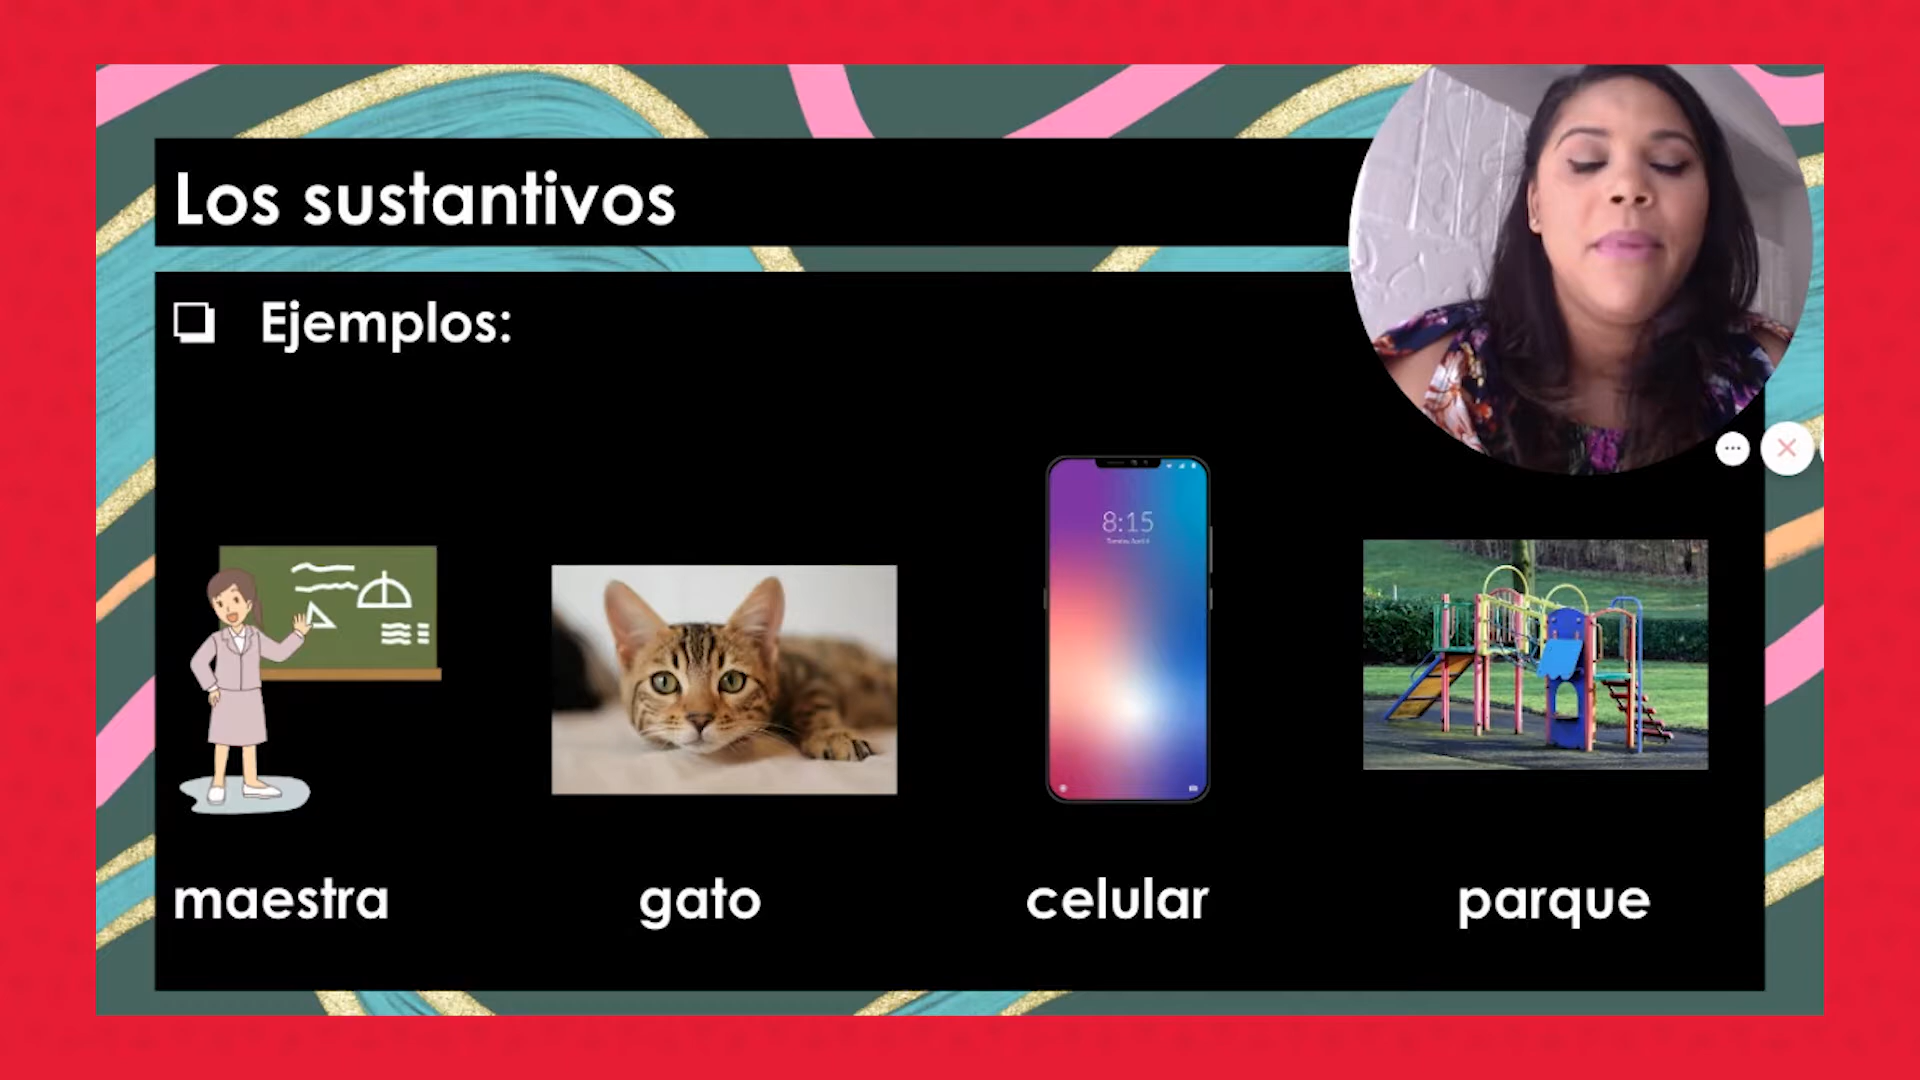 Los sustantivos
Ejemplos:
8:15
maestra
gato
celular
parque